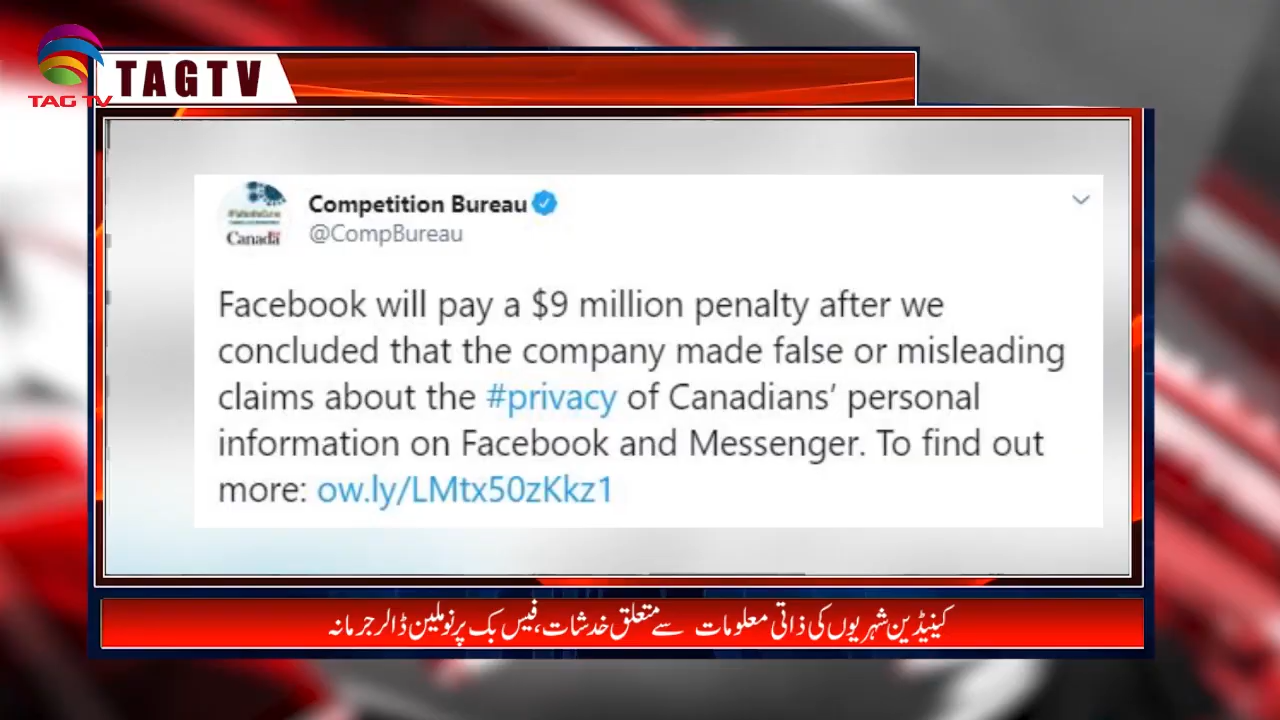 TAGTV
TAG TV
Competition Bureau
@CompBureau
Canada
Facebook will pay a $9 million penalty after we
concluded that the company made false or misleading
claims about the #privacy of Canadians’ personal
information on Facebook and Messenger. To find out
more: ow.ly/LMtx50zKkz1
کینیڈین شہریوں کی ذاتی معلومات سے متعلق خدشات، فیس بک پر نو ملین ڈالر جرمانہ